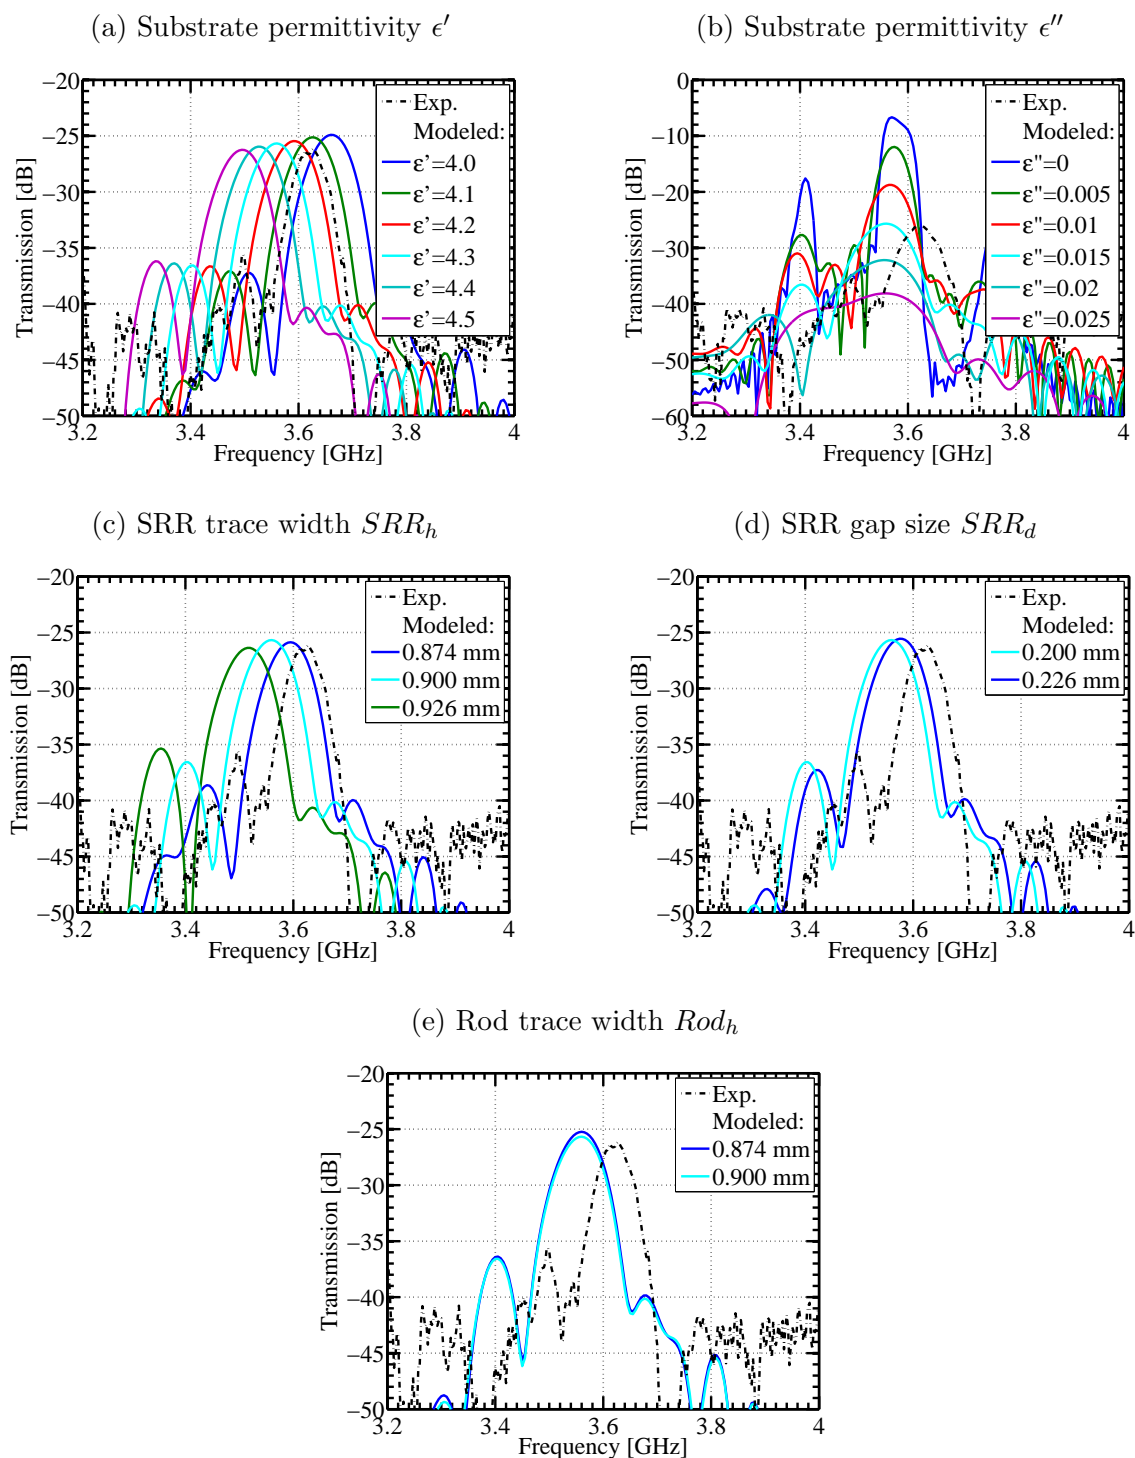 (a) Substrate permittivity ϵ′
(b) Substrate permittivity ϵ′′
−20
−25
−30
−35
−40
−45
−50
3.2
3.4
3.6
3.8
4
Transmission [dB]
Frequency [GHz]
Exp.
Modeled:
ε’=4.0
ε’=4.1
ε’=4.2
ε’=4.3
ε’=4.4
ε’=4.5
0
−10
−20
−30
−40
−50
−60
3.2
3.4
3.6
3.8
4
Transmission [dB]
Frequency [GHz]
Exp.
Modeled:
ε"=0
ε"=0.005
ε"=0.01
ε"=0.015
ε"=0.02
ε"=0.025
(c) SRR trace width SRR_h
(d) SRR gap size SRR_d
−20
−25
−30
−35
−40
−45
−50
3.2
3.4
3.6
3.8
4
Transmission [dB]
Frequency [GHz]
Exp.
Modeled:
0.874 mm
0.900 mm
0.926 mm
−20
−25
−30
−35
−40
−45
−50
3.2
3.4
3.6
3.8
4
Transmission [dB]
Frequency [GHz]
Exp.
Modeled:
0.200 mm
0.226 mm
(e) Rod trace width Rod_h
−20
−25
−30
−35
−40
−45
−50
3.2
3.4
3.6
3.8
4
Transmission [dB]
Frequency [GHz]
Exp.
Modeled:
0.874 mm
0.900 mm